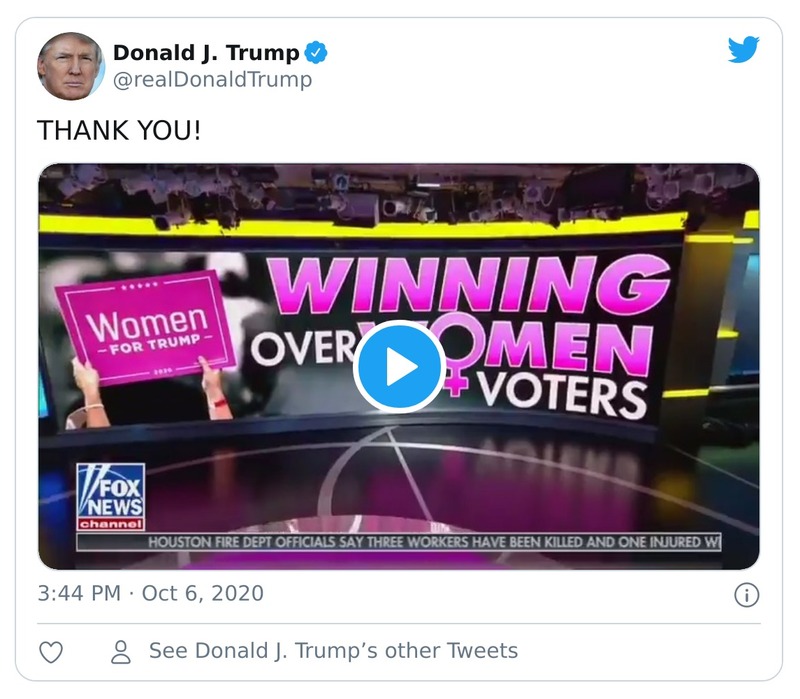 Donald J. Trump
@realDonaldTrump
THANK YOU!
WINNING
Women
FOR TRUMP
2020
OVER WOMEN
VOTERS
FOX
NEWS
channel
HOUSTON FIRE DEPT OFFICIALS SAY THREE WORKERS HAVE BEEN KILLED AND ONE INJURED W
3:44 PM · Oct 6, 2020
See Donald J. Trump’s other Tweets